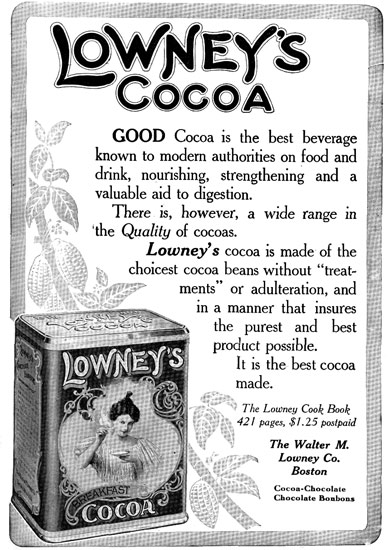 LOWNEY'S
COCOA
GOOD Cocoa is the best beverage
known to modern authorities on food and
drink, nourishing, strengthening and a
valuable aid to digestion.
There is, however, a wide range in
the Quality of cocoas.
Lowney's cocoa is made of the
choicest cocoa beans without "treat-
ments" or adulteration, and
in a manner that insures
the purest and best
product possible.
It is the best cocoa
made.
The Lowney Cook Book
421 pages, $1.25 postpaid
The Walter M.
Lowney Co.
Boston
Cocoa-Chocolate
Chocolate Bonbons
LOWNEY'S
COCOA
LOWNEY'S
BREAKFAST
COCOA